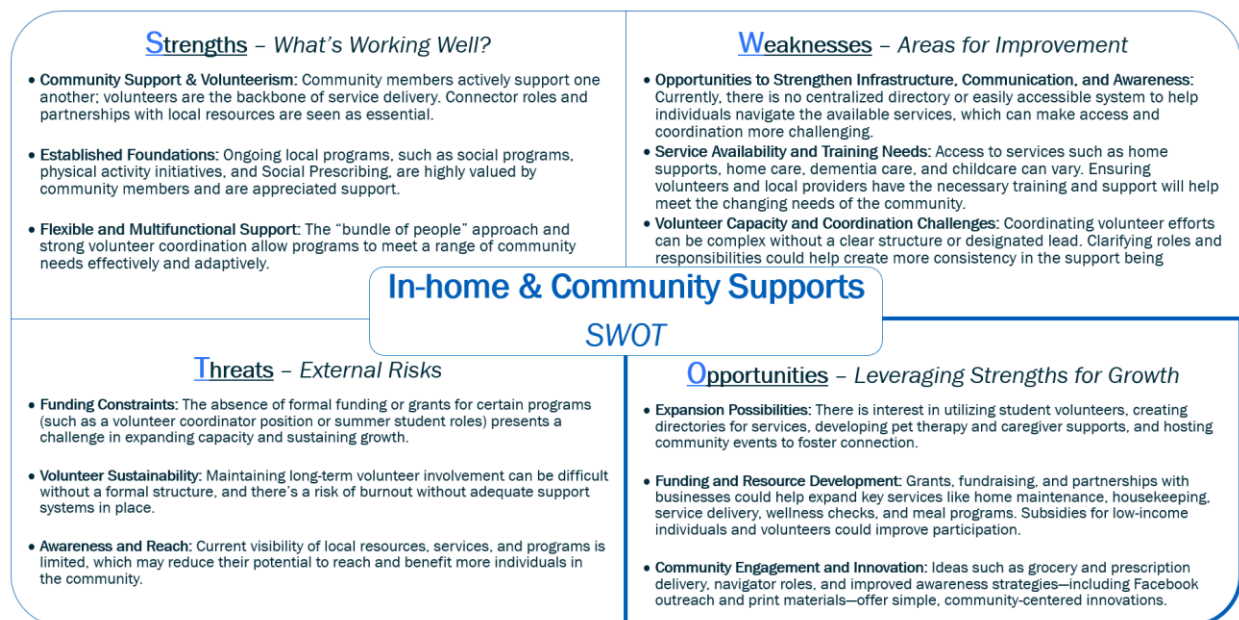 Strengths – What's Working Well?
• Community Support & Volunteerism: Community members actively support one
another; volunteers are the backbone of service delivery. Connector roles and
partnerships with local resources are seen as essential.
• Established Foundations: Ongoing local programs, such as social programs,
physical activity initiatives, and Social Prescribing, are highly valued by
community members and are appreciated support.
• Flexible and Multifunctional Support: The “bundle of people” approach and
strong volunteer coordination allow programs to meet a range of community
needs effectively and adaptively.
Weaknesses – Areas for Improvement
• Opportunities to Strengthen Infrastructure, Communication, and Awareness:
Currently, there is no centralized directory or easily accessible system to help
individuals navigate the available services, which can make access and
coordination more challenging.
• Service Availability and Training Needs: Access to services such as home
supports, home care, dementia care, and childcare can vary. Ensuring
volunteers and local providers have the necessary training and support will help
meet the changing needs of the community.
• Volunteer Capacity and Coordination Challenges: Coordinating volunteer efforts
can be complex without a clear structure or designated lead. Clarifying roles and
responsibilities could help create more consistency in the support being
In-home & Community Supports
SWOT
Threats – External Risks
• Funding Constraints: The absence of formal funding or grants for certain programs
(such as a volunteer coordinator position or summer student roles) presents a
challenge in expanding capacity and sustaining growth.
• Volunteer Sustainability: Maintaining long-term volunteer involvement can be difficult
without a formal structure, and there's a risk of burnout without adequate support
systems in place.
• Awareness and Reach: Current visibility of local resources, services, and programs is
limited, which may reduce their potential to reach and benefit more individuals in
the community.
Opportunities – Leveraging Strengths for Growth
• Expansion Possibilities: There is interest in utilizing student volunteers, creating
directories for services, developing pet therapy and caregiver supports, and hosting
community events to foster connection.
• Funding and Resource Development: Grants, fundraising, and partnerships with
businesses could help expand key services like home maintenance, housekeeping,
service delivery, wellness checks, and meal programs. Subsidies for low-income
individuals and volunteers could improve participation.
• Community Engagement and Innovation: Ideas such as grocery and prescription
delivery, navigator roles, and improved awareness strategies—including Facebook
outreach and print materials—offer simple, community-centered innovations.